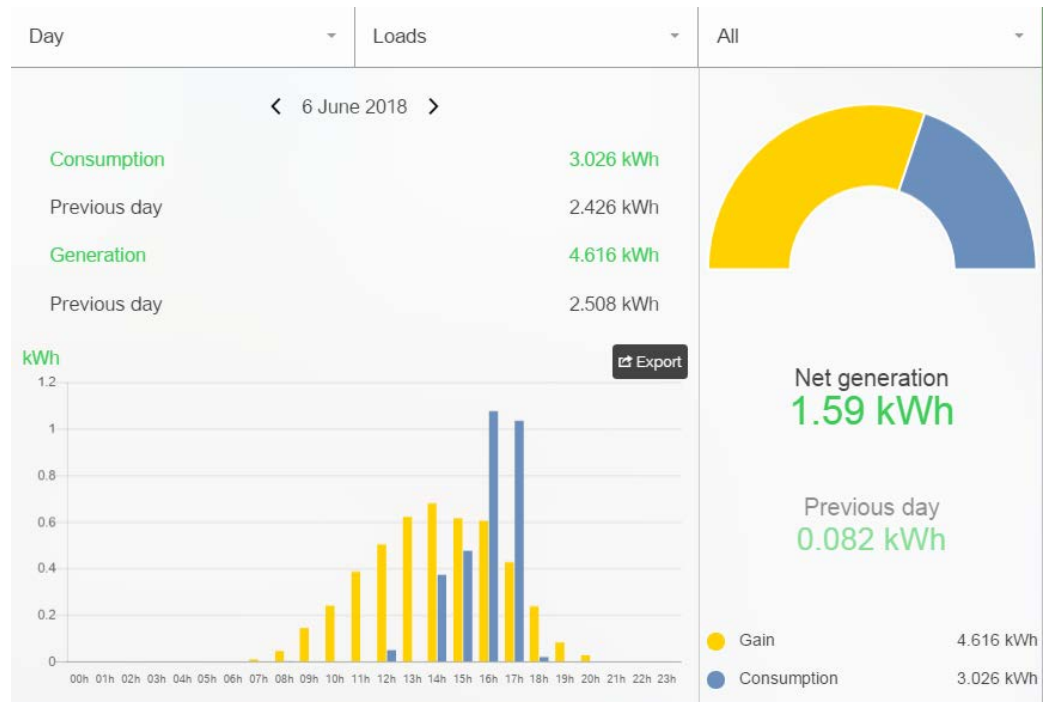 Day
Loads
All
6 June 2018
Consumption 3.026 kWh
Previous day 2.426 kWh
Generation 4.616 kWh
Previous day 2.508 kWh
kWh
Export
1.2
1
0.8
0.6
0.4
0.2
0
00h 01h 02h 03h 04h 05h 06h 07h 08h 09h 10h 11h 12h 13h 14h 15h 16h 17h 18h 19h 20h 21h 22h 23h
Net generation
1.59 kWh
Previous day
0.082 kWh
Gain 4.616 kWh
Consumption 3.026 kWh